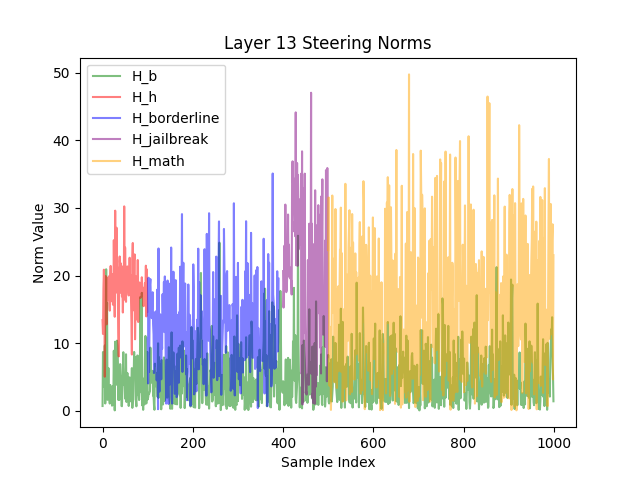 Layer 13 Steering Norms
H_b
H_h
H_borderline
H_jailbreak
H_math
Norm Value
50
40
30
20
10
0
0 200 400 600 800 1000
Sample Index